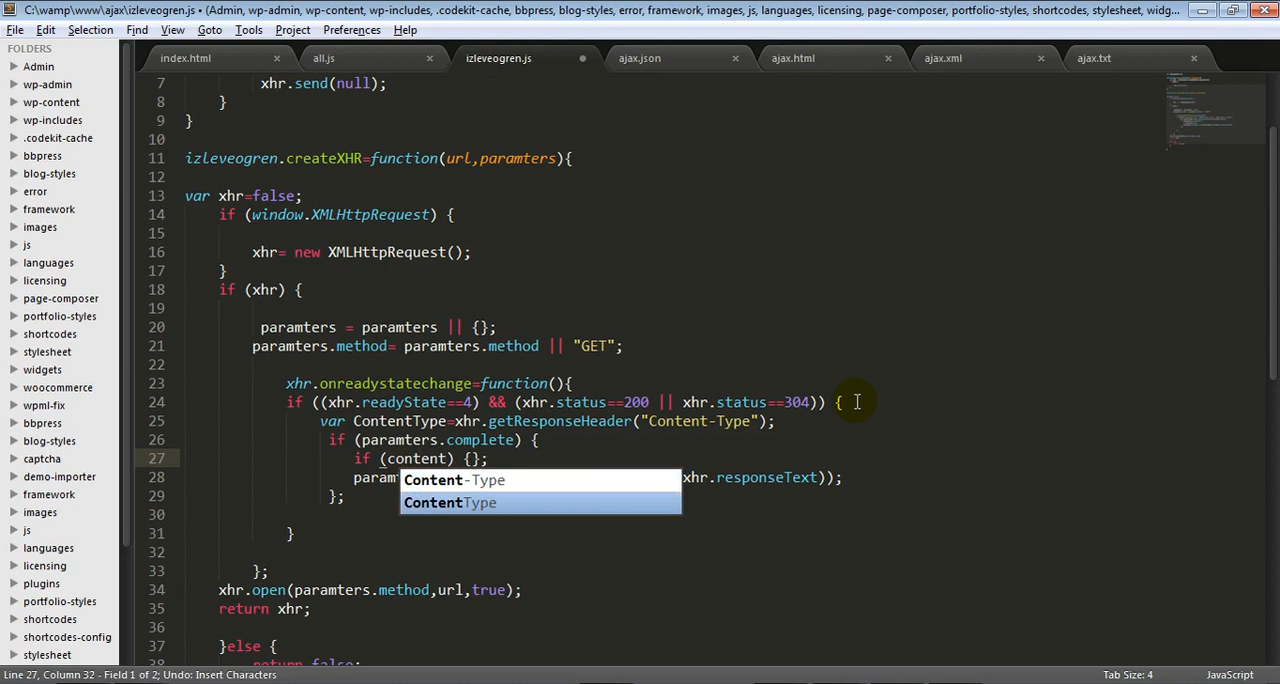 C:\wamp\www\ajax\izleveogren.js • (Admin, wp-admin, wp-content, wp-includes, .codekit-cache, bbpress, blog-styles, error, framework, images, js, languages, licensing, page-composer, portfolio-styles, shortcodes, stylesheet, widg...
File Edit Selection Find View Goto Tools Project Preferences Help
FOLDERS
Admin
wp-admin
wp-content
wp-includes
.codekit-cache
bbpress
blog-styles
error
framework
images
js
languages
licensing
page-composer
portfolio-styles
shortcodes
stylesheet
widgets
woocommerce
wpml-fix
bbpress
blog-styles
captcha
demo-importer
framework
images
js
languages
licensing
plugins
portfolio-styles
shortcodes
shortcodes-config
stylesheet
index.html × all.js × izleveogren.js • ajax.json × ajax.html × ajax.xml × ajax.txt ×
7 xhr.send(null);
8 }
9 }
10
11 izleveogren.createXHR=function(url,paramters){
12
13 var xhr=false;
14 if (window.XMLHttpRequest) {
15
16 xhr= new XMLHttpRequest();
17 }
18 if (xhr) {
19
20 paramters = paramters || {};
21 paramters.method= paramters.method || "GET";
22
23 xhr.onreadystatechange=function(){
24 if ((xhr.readyState==4) && (xhr.status==200 || xhr.status==304)) {
25 var ContentType=xhr.getResponseHeader("Content-Type");
26 if (paramters.complete) {
27 if (content) {};
Content-Type
ContentType
28 param xhr.responseText));
29 };
30
31 }
32
33 };
34 xhr.open(paramters.method,url,true);
35 return xhr;
36
37 }else {
38 return false;
Line 27, Column 32 - Field 1 of 2; Undo: Insert Characters
Tab Size: 4
JavaScript